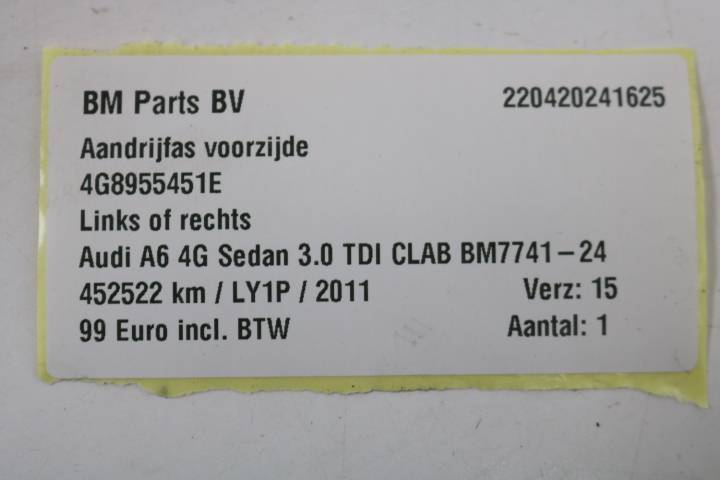 BM Parts BV 220420241625
Aandrijfas voorzijde
4G8955451E
Links of rechts
Audi A6 4G Sedan 3.0 TDI CLAB BM7741-24
452522 km / LY1P / 2011 Verz: 15
99 Euro incl. BTW Aantal: 1